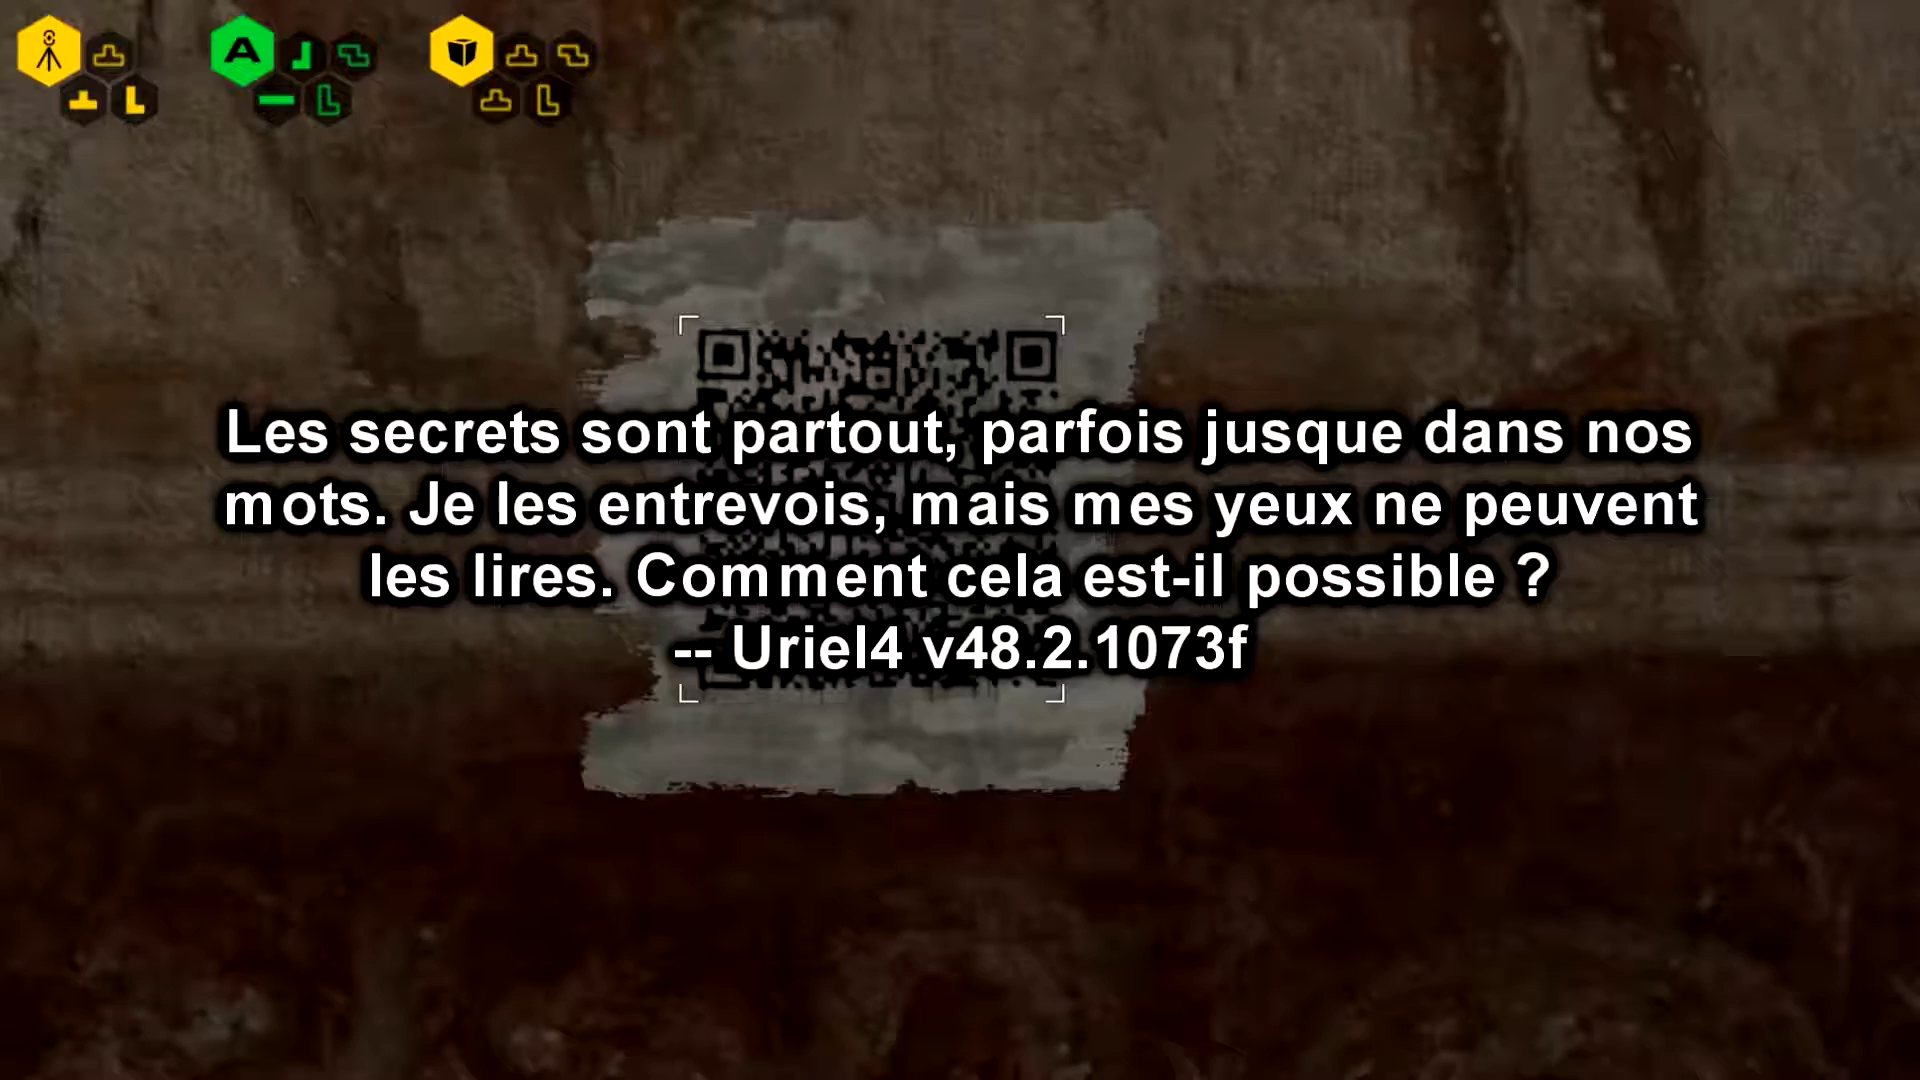 A
Les secrets sont partout, parfois jusque dans nos
mots. Je les entrevois, mais mes yeux ne peuvent
les lires. Comment cela est-il possible ?
-- Uriel4 v48.2.1073f